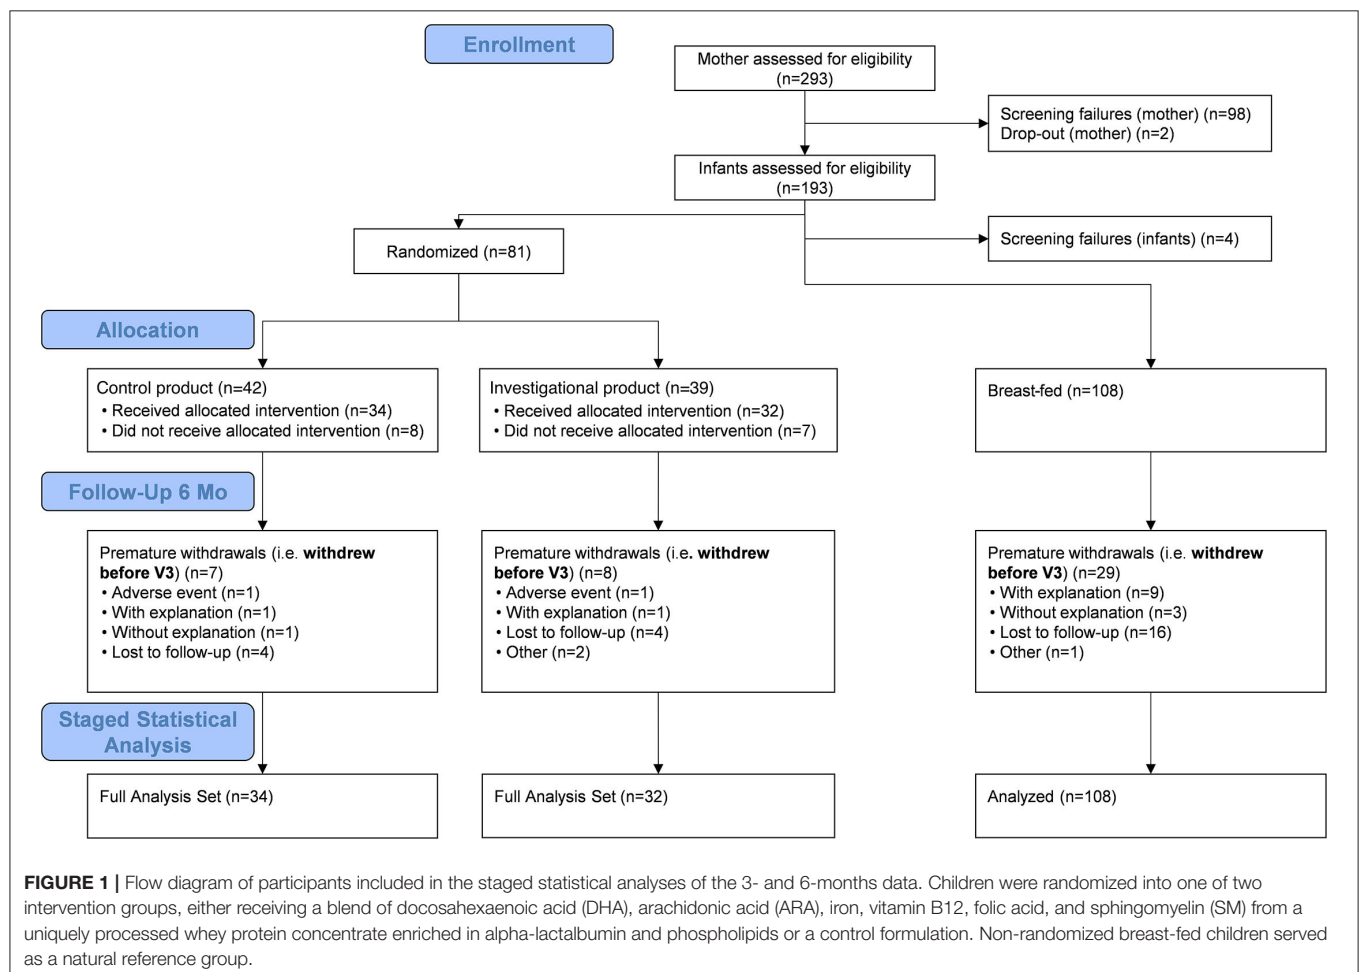 Enrollment
Mother assessed for eligibility
(n=293)
Screening failures (mother) (n=98)
Drop-out (mother) (n=2)
Infants assessed for eligibility
(n=193)
Randomized (n=81)
Screening failures (infants) (n=4)
Allocation
Control product (n=42)
• Received allocated intervention (n=34)
• Did not receive allocated intervention (n=8)
Investigational product (n=39)
• Received allocated intervention (n=32)
• Did not receive allocated intervention (n=7)
Breast-fed (n=108)
Follow-Up 6 Mo
Premature withdrawals (i.e. withdrew
before V3) (n=7)
• Adverse event (n=1)
• With explanation (n=1)
• Without explanation (n=1)
• Lost to follow-up (n=4)
Premature withdrawals (i.e. withdrew
before V3) (n=8)
• Adverse event (n=1)
• With explanation (n=1)
• Lost to follow-up (n=4)
• Other (n=2)
Premature withdrawals (i.e. withdrew
before V3) (n=29)
• With explanation (n=9)
• Without explanation (n=3)
• Lost to follow-up (n=16)
• Other (n=1)
Staged Statistical
Analysis
Full Analysis Set (n=34)
Full Analysis Set (n=32)
Analyzed (n=108)
FIGURE 1 | Flow diagram of participants included in the staged statistical analyses of the 3- and 6-months data. Children were randomized into one of two
intervention groups, either receiving a blend of docosahexaenoic acid (DHA), arachidonic acid (ARA), iron, vitamin B12, folic acid, and sphingomyelin (SM) from a
uniquely processed whey protein concentrate enriched in alpha-lactalbumin and phospholipids or a control formulation. Non-randomized breast-fed children served
as a natural reference group.